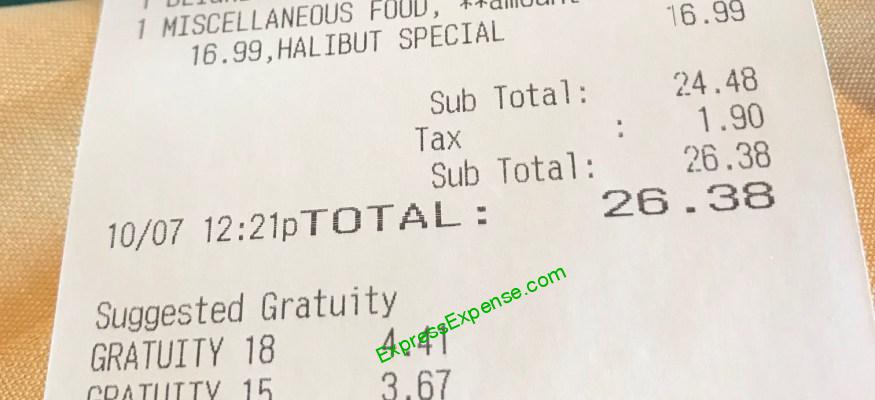 1 MISCELLANEOUS FOOD, **amount 16.99
16.99,HALIBUT SPECIAL
Sub Total: 24.48
Tax : 1.90
Sub Total: 26.38
10/07 12:21pTOTAL: 26.38
Suggested Gratuity
GRATUITY 18 4.41
ExpressExpense.com
GRATUITY 15 3.67